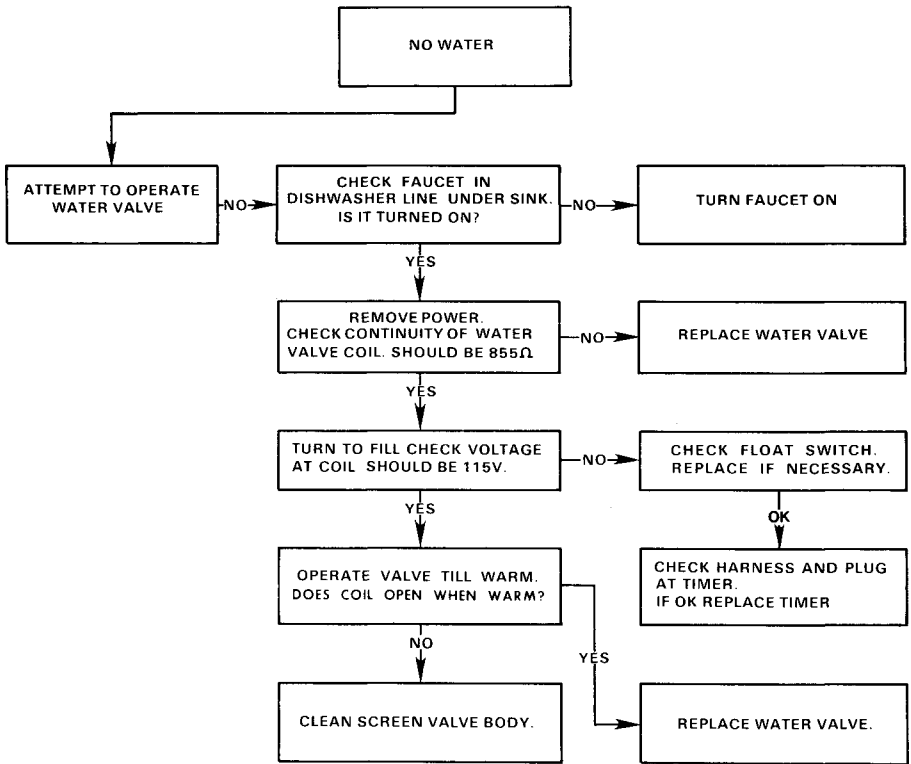 NO WATER
ATTEMPT TO OPERATE
WATER VALVE
NO
CHECK FAUCET IN
DISHWASHER LINE UNDER SINK.
IS IT TURNED ON?
NO
TURN FAUCET ON
YES
REMOVE POWER.
CHECK CONTINUITY OF WATER
VALVE COIL. SHOULD BE 855Ω
NO
REPLACE WATER VALVE
YES
TURN TO FILL CHECK VOLTAGE
AT COIL SHOULD BE 115V.
NO
CHECK FLOAT SWITCH.
REPLACE IF NECESSARY.
YES
OK
OPERATE VALVE TILL WARM.
DOES COIL OPEN WHEN WARM?
CHECK HARNESS AND PLUG
AT TIMER.
IF OK REPLACE TIMER
NO
YES
CLEAN SCREEN VALVE BODY.
REPLACE WATER VALVE.